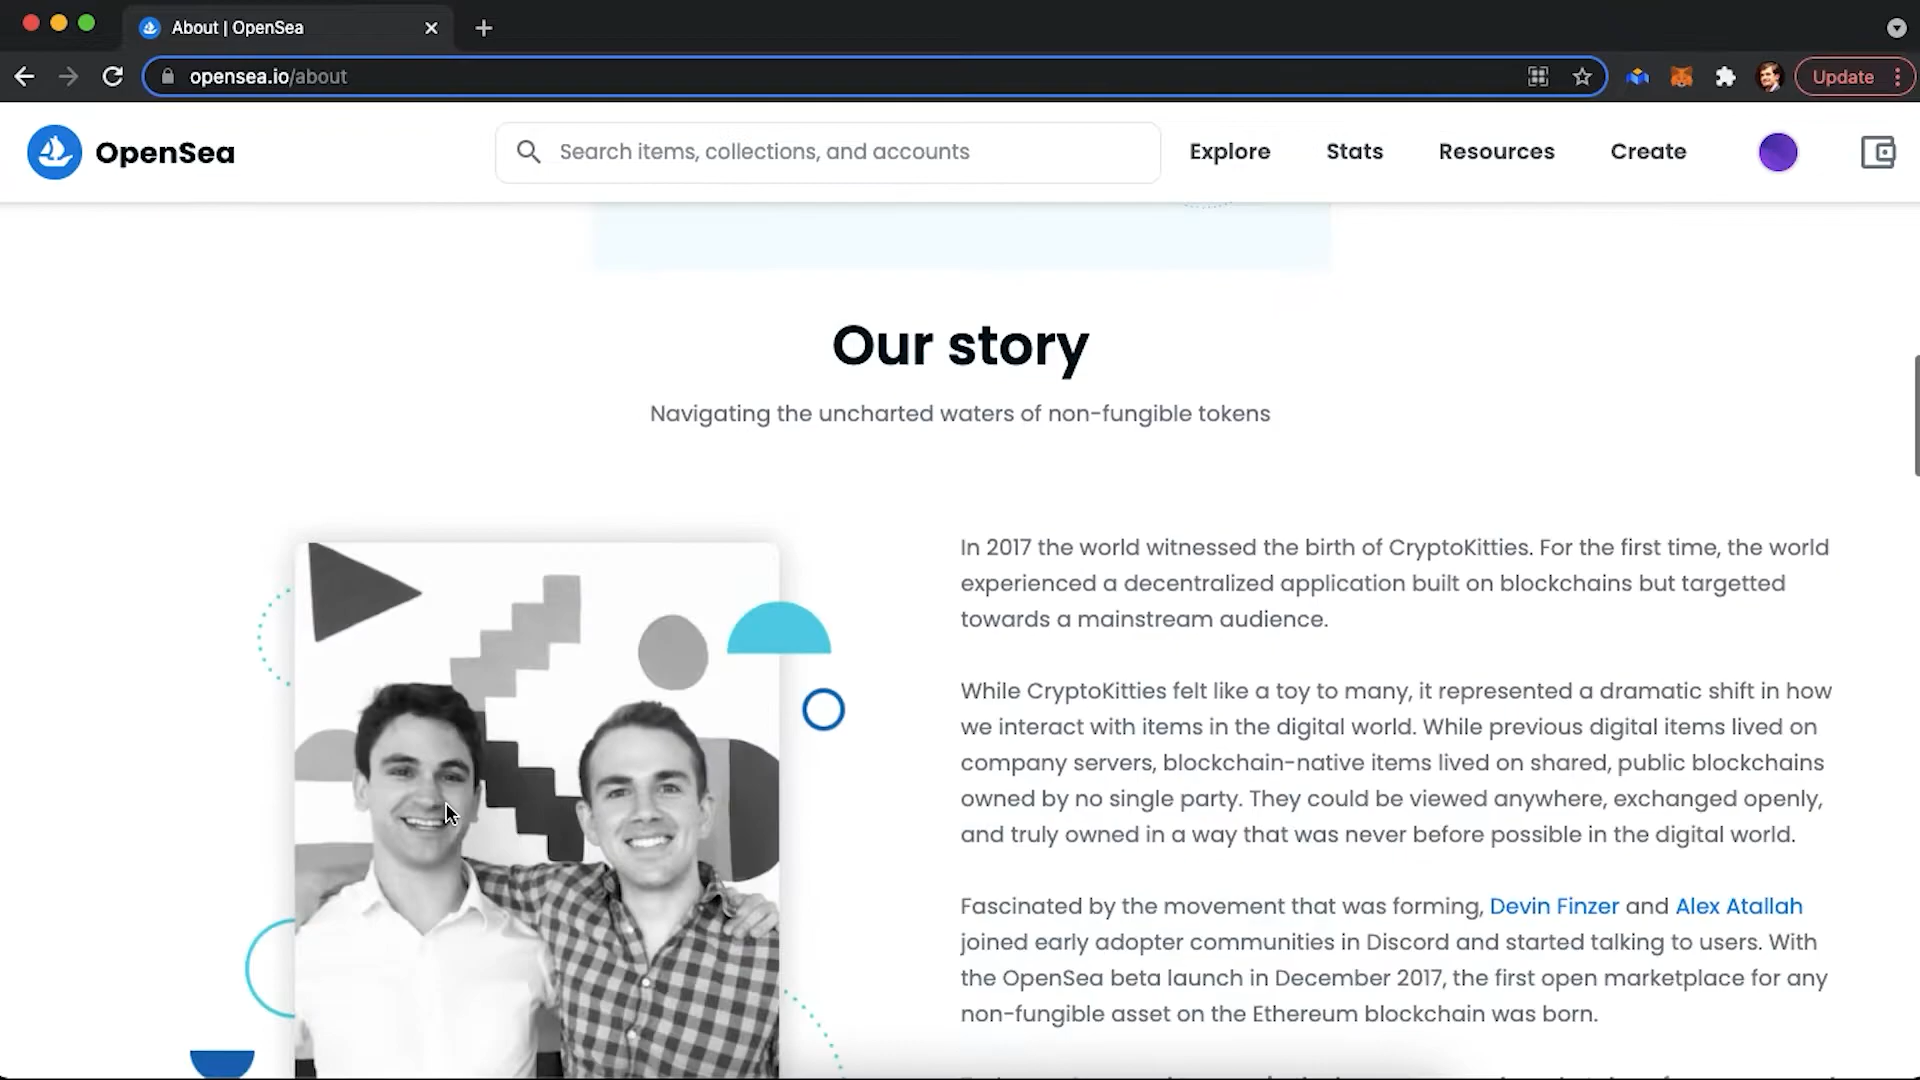 About | OpenSea
opensea.io/about
Update
OpenSea
Search items, collections, and accounts
Explore
Stats
Resources
Create
Our story
Navigating the uncharted waters of non-fungible tokens
In 2017 the world witnessed the birth of CryptoKitties. For the first time, the world
experienced a decentralized application built on blockchains but targetted
towards a mainstream audience.
While CryptoKitties felt like a toy to many, it represented a dramatic shift in how
we interact with items in the digital world. While previous digital items lived on
company servers, blockchain-native items lived on shared, public blockchains
owned by no single party. They could be viewed anywhere, exchanged openly,
and truly owned in a way that was never before possible in the digital world.
Fascinated by the movement that was forming, Devin Finzer and Alex Atallah
joined early adopter communities in Discord and started talking to users. With
the OpenSea beta launch in December 2017, the first open marketplace for any
non-fungible asset on the Ethereum blockchain was born.